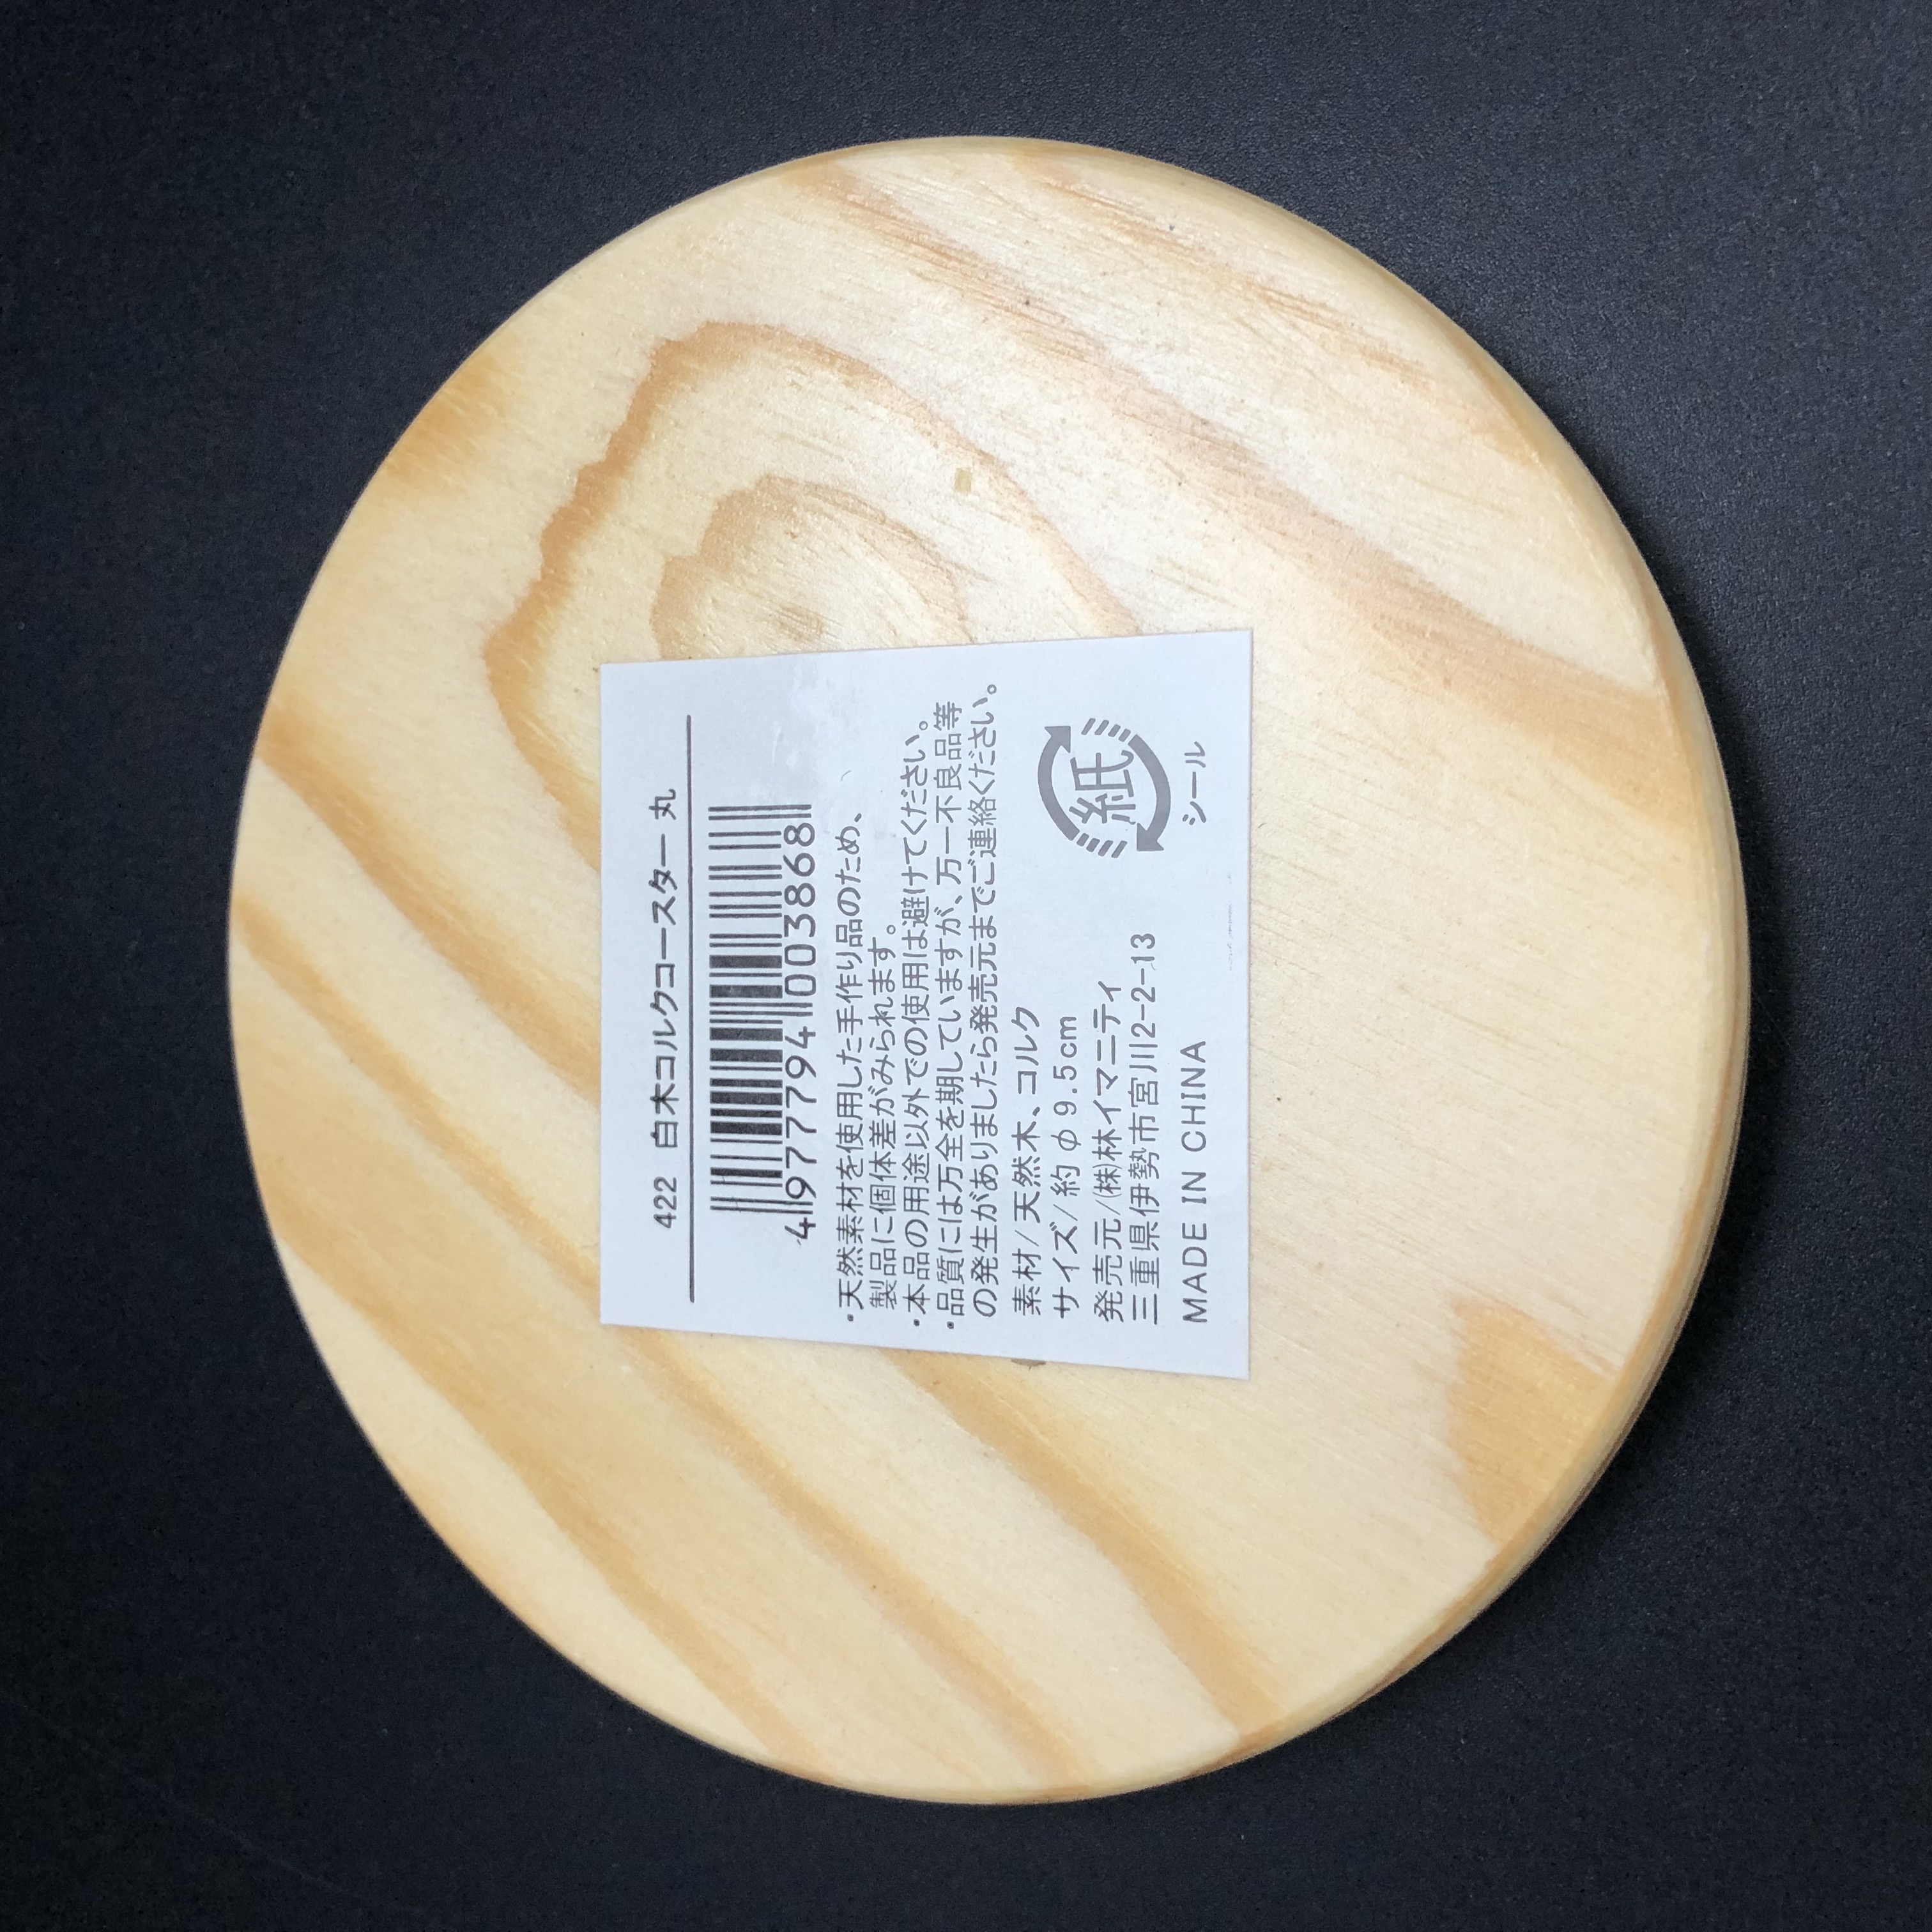 422 白木コルクコースター 丸
4977794003868
・天然素材を使用した手作り品のため、
製品に個体差がみられます。
・本品の用途以外での使用は避けてください。
・品質には万全を期していますが、万一不良品等
の発生がありましたら発売元までご連絡ください。
素材/天然木、コルク
サイズ/約φ9.5cm
発売元/㈱イマニティ
三重県伊勢市宮川2-2-13
MADE IN CHINA
紙
シール